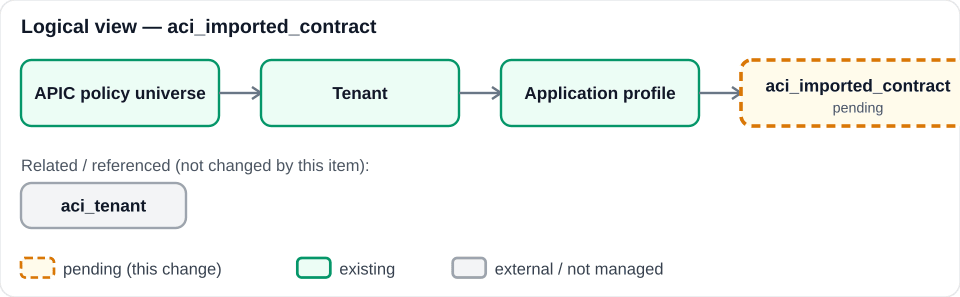 Logical view — aci_imported_contract
APIC policy universe
Tenant
Application profile
aci_imported_contract
pending
Related / referenced (not changed by this item):
aci_tenant
pending (this change)
existing
external / not managed